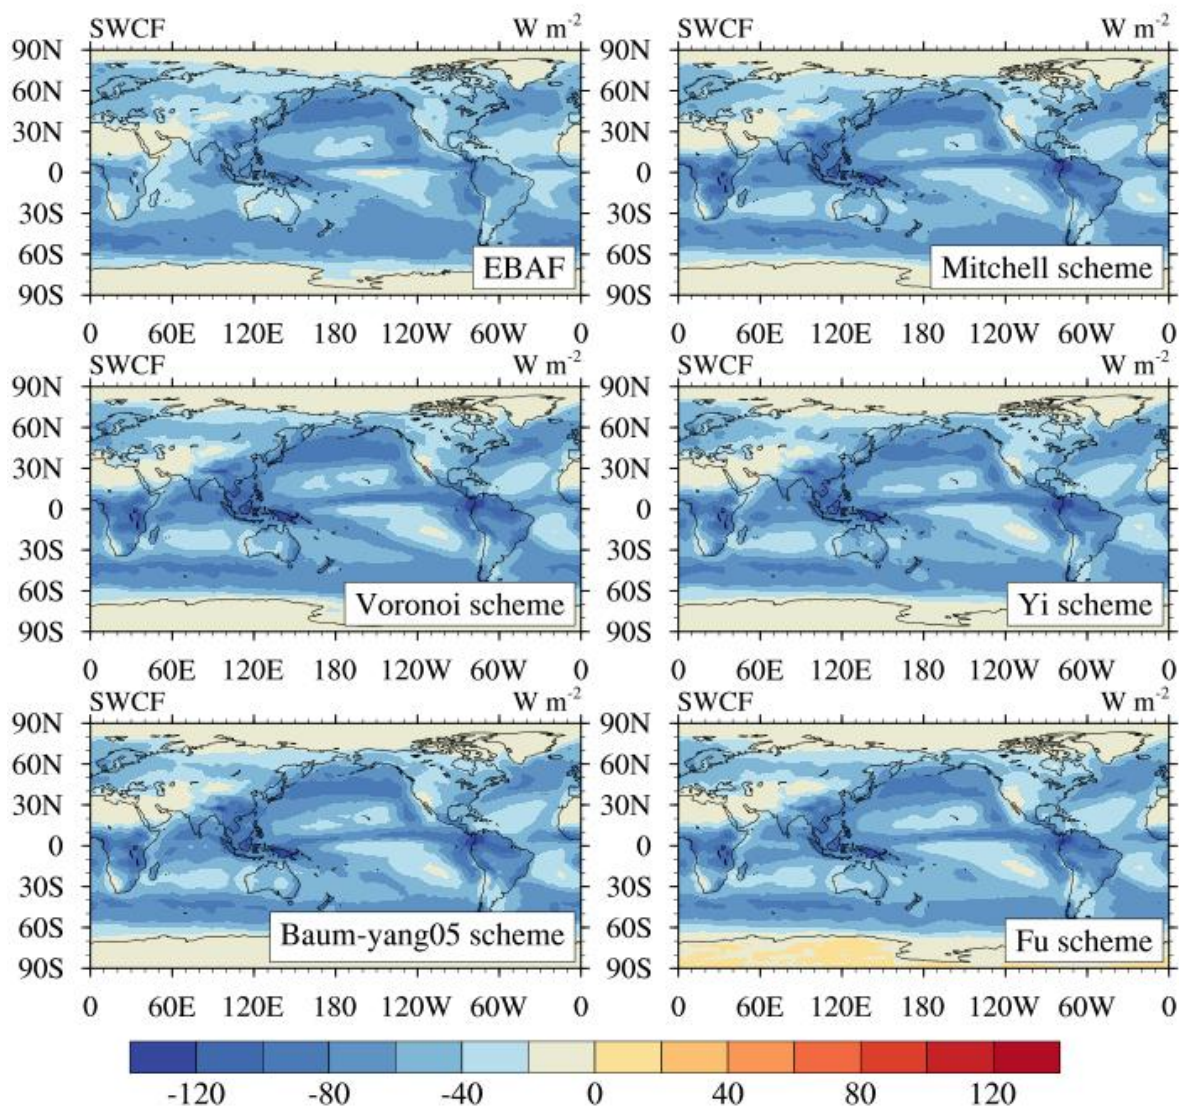 SWCF W m-2 SWCF W m-2
90N 90N
60N 60N
30N 30N
0 0
30S 30S
60S EBAF 60S Mitchell scheme
90S 90S
0 60E 120E 180 120W 60W 0 0 60E 120E 180 120W 60W 0
SWCF W m-2 SWCF W m-2
90N 90N
60N 60N
30N 30N
0 0
30S 30S
60S Voronoi scheme 60S Yi scheme
90S 90S
0 60E 120E 180 120W 60W 0 0 60E 120E 180 120W 60W 0
SWCF W m-2 SWCF W m-2
90N 90N
60N 60N
30N 30N
0 0
30S 30S
60S Baum-yang05 scheme 60S Fu scheme
90S 90S
0 60E 120E 180 120W 60W 0 0 60E 120E 180 120W 60W 0
-120 -80 -40 0 40 80 120